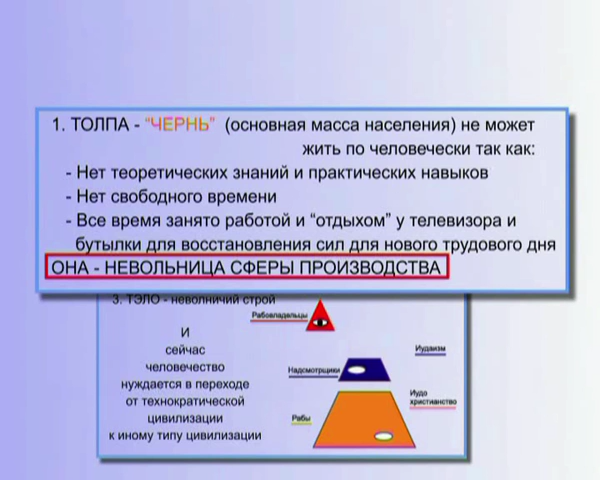 1. ТОЛПА - “ЧЕРНЬ” (основная масса населения) не может
жить по человечески так как:
- Нет теоретических знаний и практических навыков
- Нет свободного времени
- Все время занято работой и “отдыхом” у телевизора и
бутылки для восстановления сил для нового трудового дня
ОНА - НЕВОЛЬНИЦА СФЕРЫ ПРОИЗВОДСТВА
3. ТЭЛО - неволничий строй
И
сейчас
человечество
нуждается в переходе
от технократической
цивилизации
к иному типу цивилизации
Рабовладельцы
Иудаизм
Надсмотрщики
Иудо
христианство
Рабы